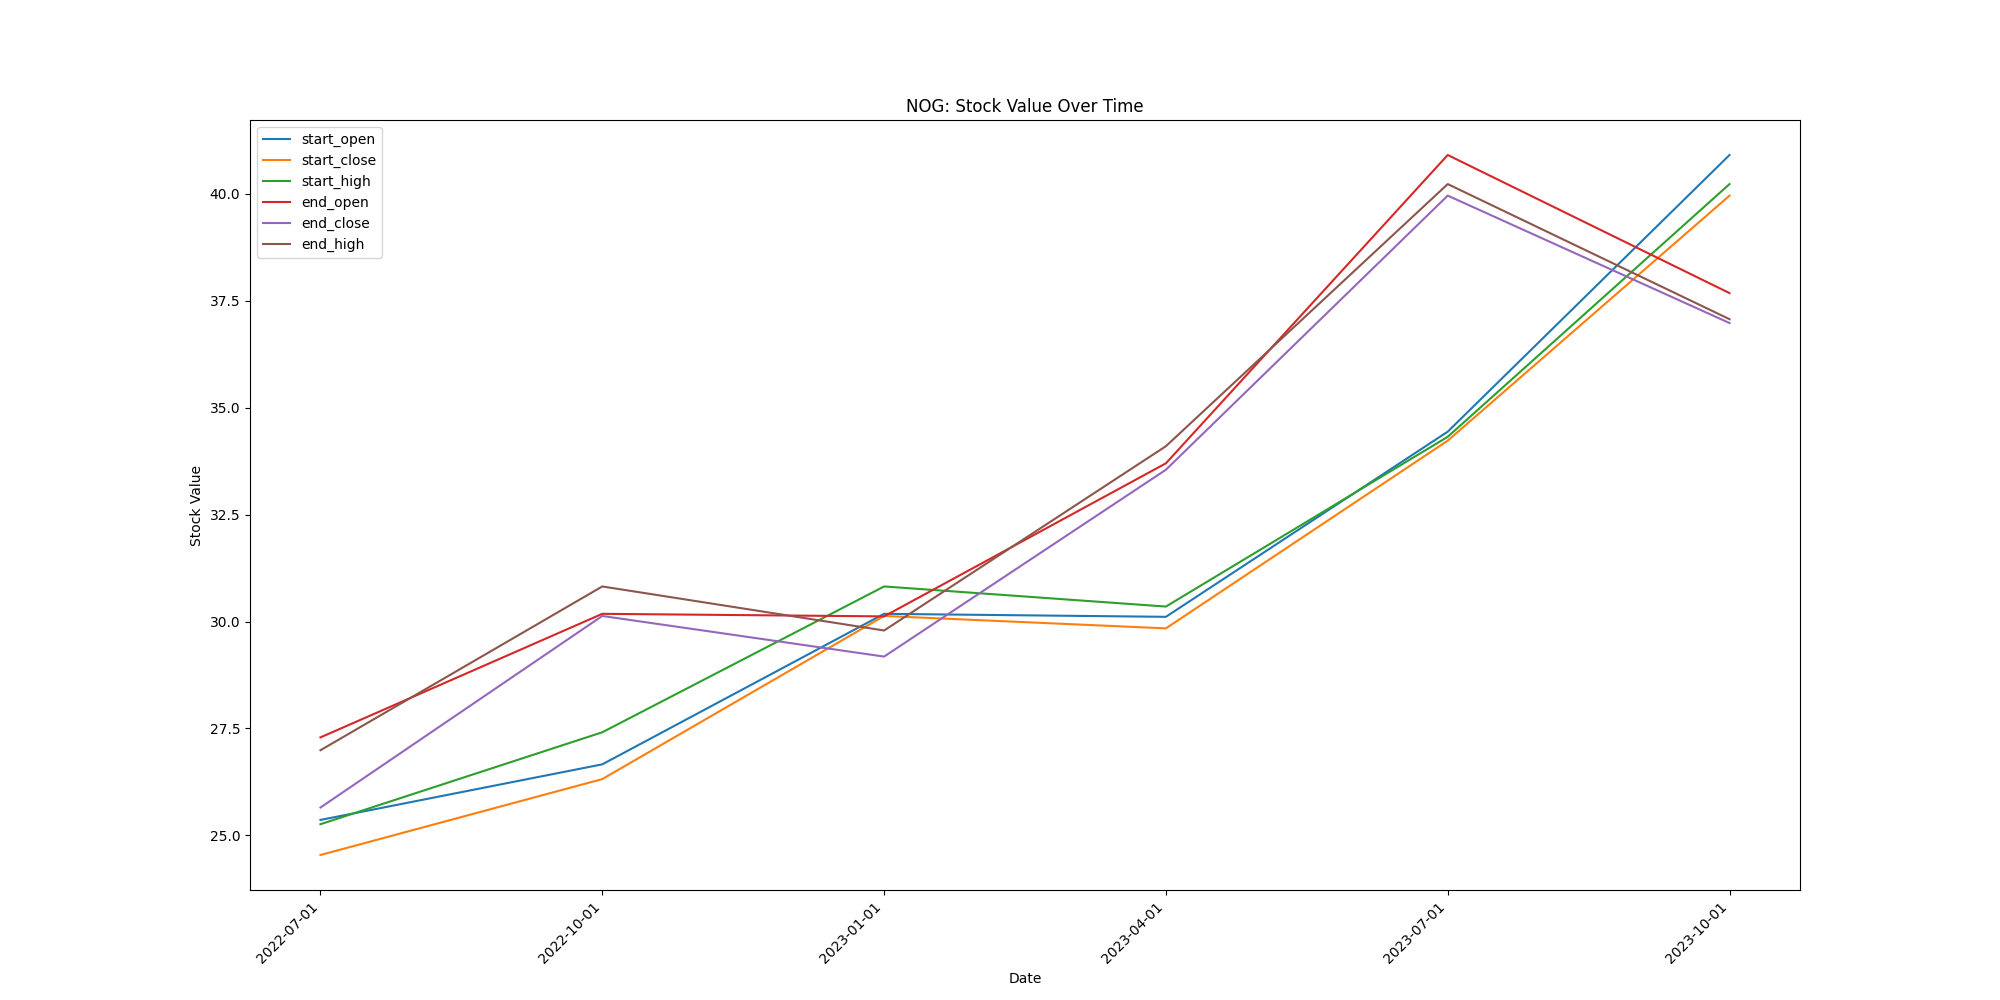 NOG: Stock Value Over Time
start_open
start_close
start_high
end_open
end_close
end_high
Stock Value
40.0
37.5
35.0
32.5
30.0
27.5
25.0
2022-07-01
2022-10-01
2023-01-01
2023-04-01
2023-07-01
2023-10-01
Date